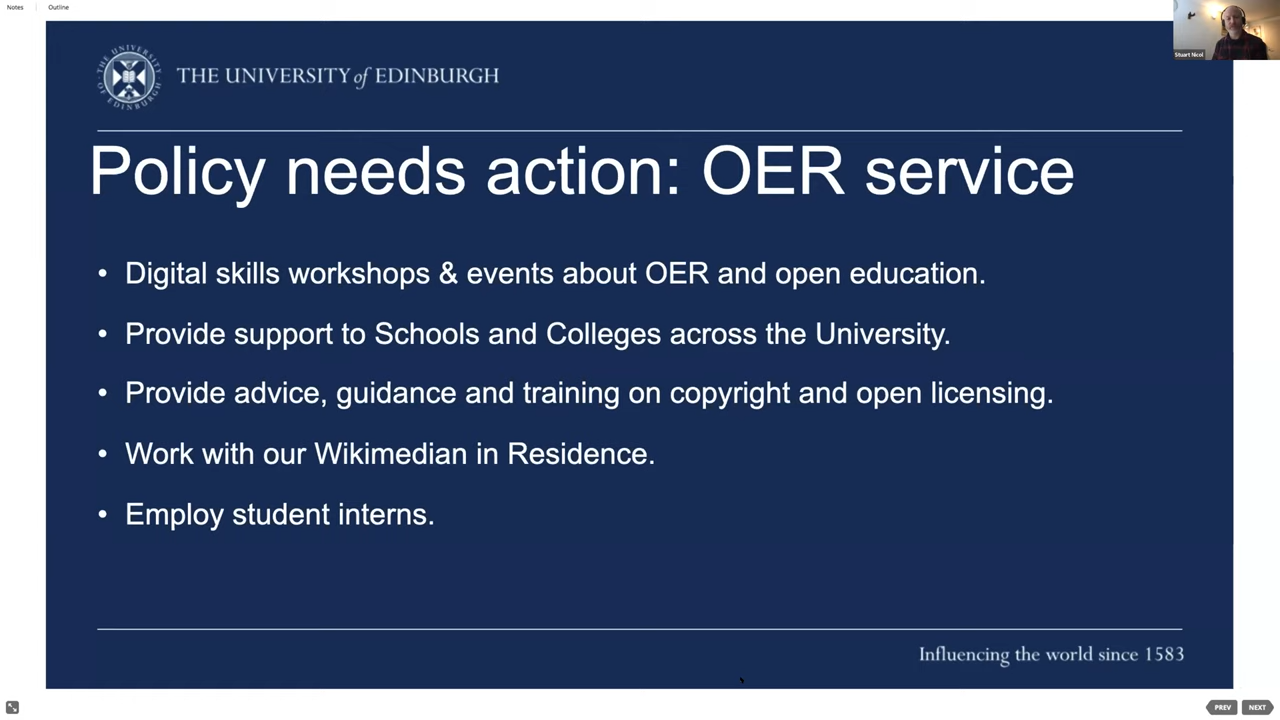 Notes
Outline
Stuart Nicol
THE UNIVERSITY of EDINBURGH
Policy needs action: OER service
• Digital skills workshops & events about OER and open education.
• Provide support to Schools and Colleges across the University.
• Provide advice, guidance and training on copyright and open licensing.
• Work with our Wikimedian in Residence.
• Employ student interns.
Influencing the world since 1583
PREV
NEXT